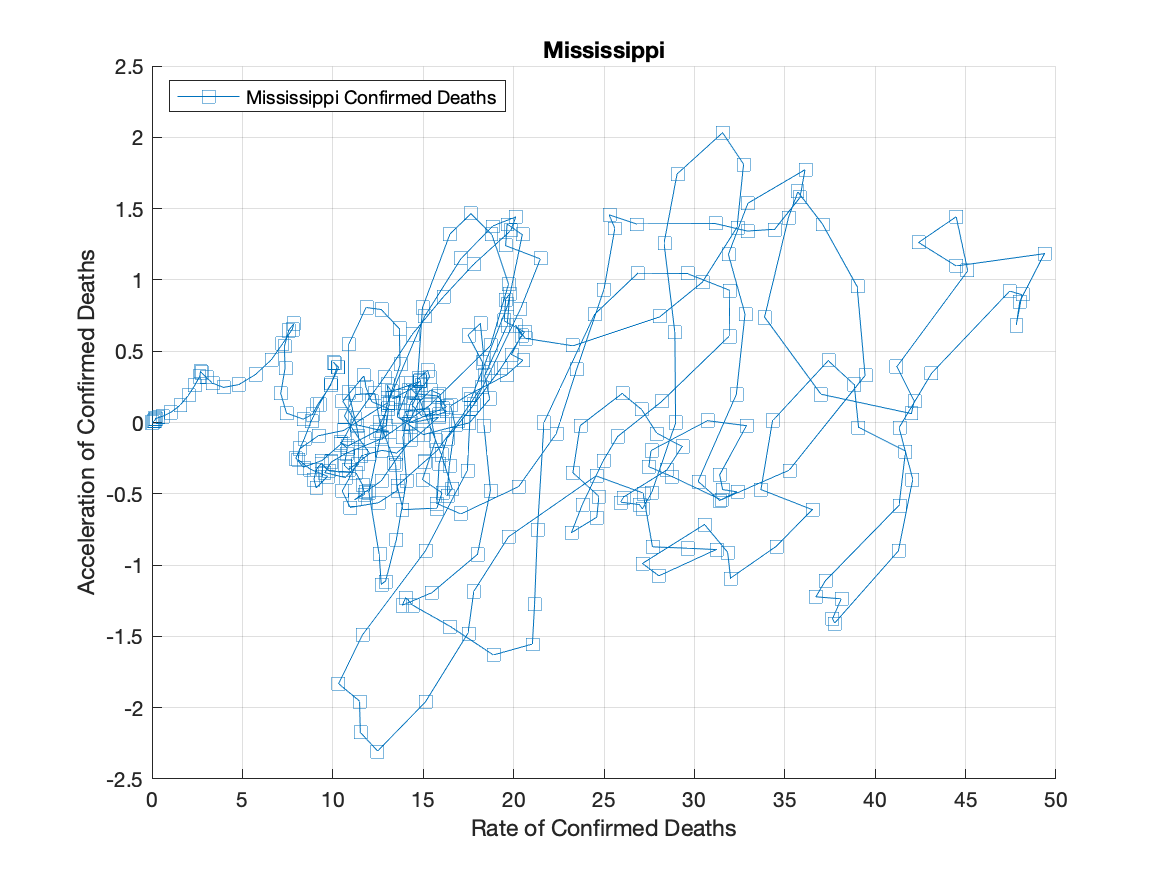 Mississippi
Mississippi Confirmed Deaths
2.5
2
1.5
1
0.5
0
-0.5
-1
-1.5
-2
-2.5
Acceleration of Confirmed Deaths
0 5 10 15 20 25 30 35 40 45 50
Rate of Confirmed Deaths